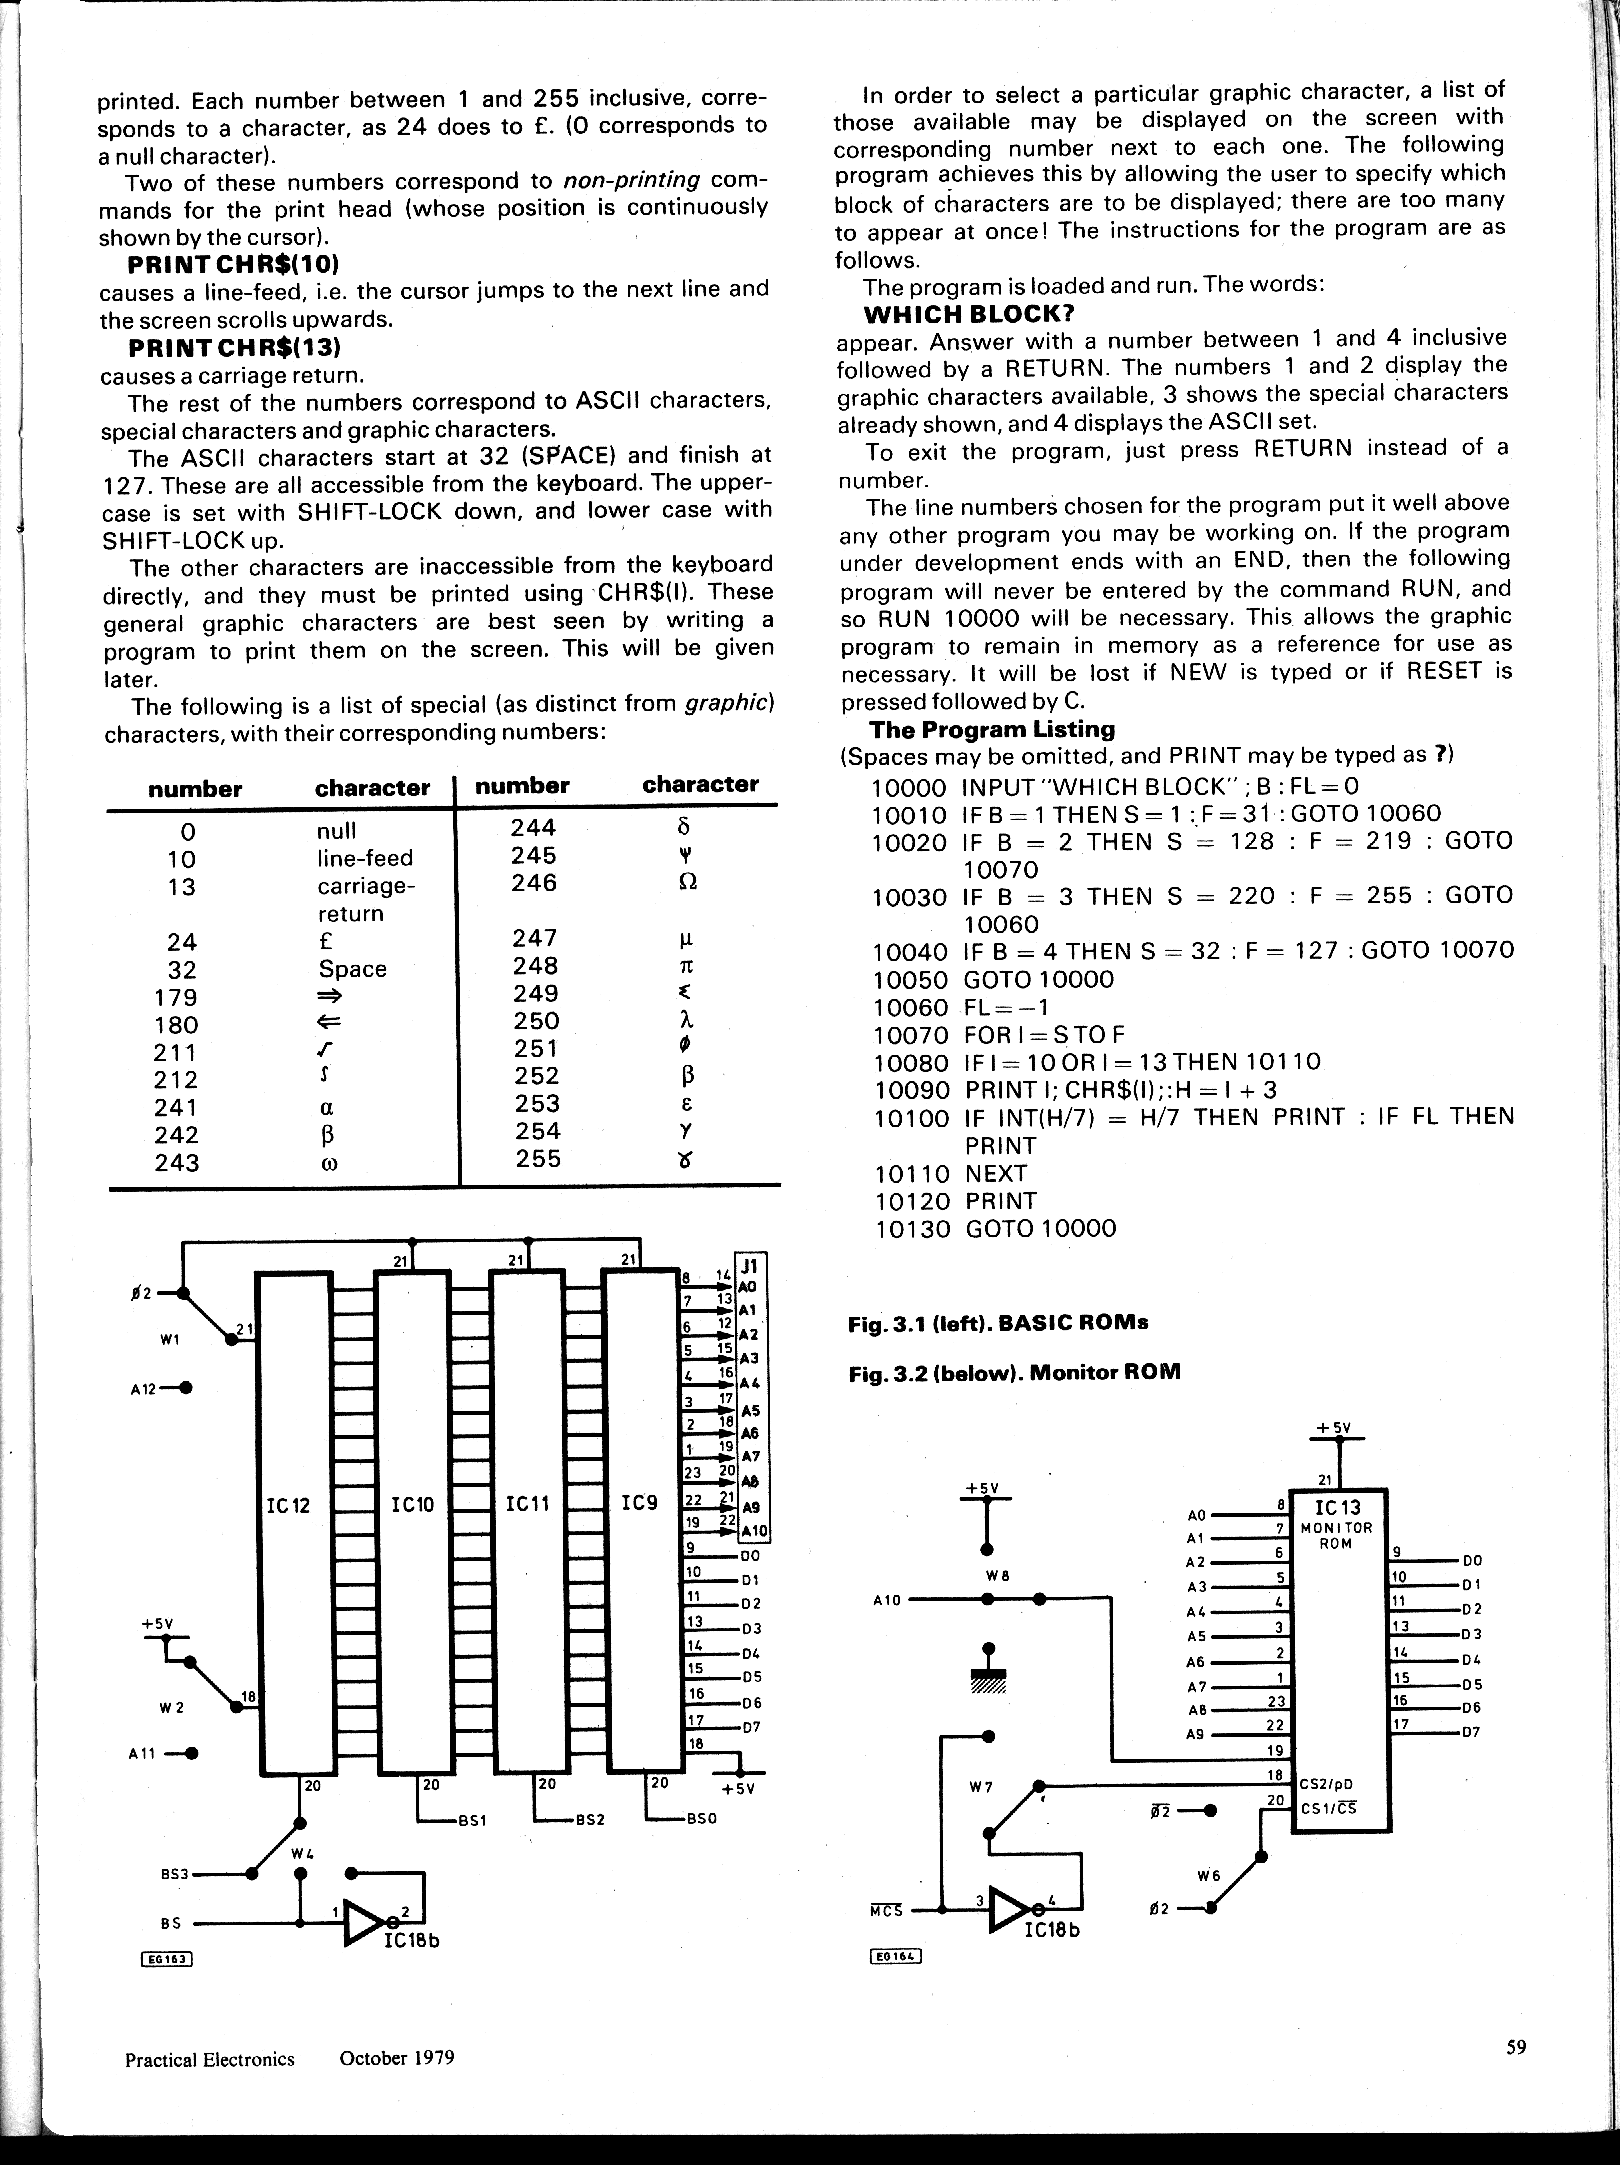 printed. Each number between 1 and 255 inclusive, corre-
sponds to a character, as 24 does to £. (0 corresponds to
a null character).
Two of these numbers correspond to non-printing com-
mands for the print head (whose position is continuously
shown by the cursor).
PRINT CHR$(10)
causes a line-feed, i.e. the cursor jumps to the next line and
the screen scrolls upwards.
PRINT CHR$(13)
causes a carriage return.
The rest of the numbers correspond to ASCII characters,
special characters and graphic characters.
The ASCII characters start at 32 (SPACE) and finish at
127. These are all accessible from the keyboard. The upper-
case is set with SHIFT-LOCK down, and lower case with
SHIFT-LOCK up.
The other characters are inaccessible from the keyboard
directly, and they must be printed using CHR$(I). These
general graphic characters are best seen by writing a
program to print them on the screen. This will be given
later.
The following is a list of special (as distinct from graphic)
characters, with their corresponding numbers:
number character number character
0 null 244 δ
10 line-feed 245 ψ
13 carriage- 246 Ω
return
24 £ 247 μ
32 Space 248 π
179 ⇒ 249 ξ
180 ⇐ 250 λ
211 √ 251 φ
212 ∫ 252 β
241 α 253 ε
242 β 254 γ
243 ω 255 ɤ
In order to select a particular graphic character, a list of
those available may be displayed on the screen with
corresponding number next to each one. The following
program achieves this by allowing the user to specify which
block of characters are to be displayed; there are too many
to appear at once! The instructions for the program are as
follows.
The program is loaded and run. The words:
WHICH BLOCK?
appear. Answer with a number between 1 and 4 inclusive
followed by a RETURN. The numbers 1 and 2 display the
graphic characters available, 3 shows the special characters
already shown, and 4 displays the ASCII set.
To exit the program, just press RETURN instead of a
number.
The line numbers chosen for the program put it well above
any other program you may be working on. If the program
under development ends with an END, then the following
program will never be entered by the command RUN, and
so RUN 10000 will be necessary. This allows the graphic
program to remain in memory as a reference for use as
necessary. It will be lost if NEW is typed or if RESET is
pressed followed by C.
The Program Listing
(Spaces may be omitted, and PRINT may be typed as ?)
10000 INPUT "WHICH BLOCK" ; B : FL = 0
10010 IF B = 1 THEN S = 1 : F = 31 : GOTO 10060
10020 IF B = 2 THEN S = 128 : F = 219 : GOTO
10070
10030 IF B = 3 THEN S = 220 : F = 255 : GOTO
10060
10040 IF B = 4 THEN S = 32 : F = 127 : GOTO 10070
10050 GOTO 10000
10060 FL = −1
10070 FOR I = S TO F
10080 IF I = 10 OR I = 13 THEN 10110
10090 PRINT I; CHR$(I);:H = I + 3
10100 IF INT(H/7) = H/7 THEN PRINT : IF FL THEN
PRINT
10110 NEXT
10120 PRINT
10130 GOTO 10000
Fig. 3.1 (left). BASIC ROMs
Fig. 3.2 (below). Monitor ROM
21 21 21
J1
ø2
W1
21
A12
8 14 A0
7 13 A1
6 12 A2
5 15 A3
4 16 A4
3 17 A5
2 18 A6
1 19 A7
23 20 A8
22 21 A9
19 22 A10
IC12 IC10 IC11 IC9
9 D0
10 D1
11 D2
13 D3
14 D4
15 D5
16 D6
17 D7
18
+5V
+5V
18
W2
A11
20 20 20 20
BS1 BS2 BS0
BS3
W4
BS
1 2
IC18b
EG163
+5V
21
IC13
MONITOR
ROM
+5V
W8
A10
A0 8
A1 7
A2 6
A3 5
A4 4
A5 3
A6 2
A7 1
A8 23
A9 22
19
18 CS2/pD
20 CS1/C̅S̅
9 D0
10 D1
11 D2
13 D3
14 D4
15 D5
16 D6
17 D7
W7
ø̅2̅
W6
ø2
M̅C̅S̅
3 4
IC18b
EG164
Practical Electronics October 1979
59